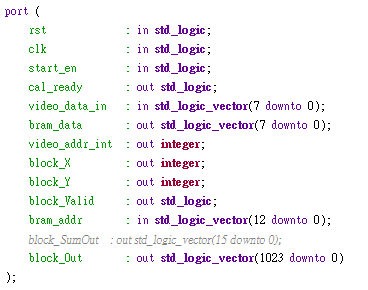 port (
rst : in std_logic;
clk : in std_logic;
start_en : in std_logic;
cal_ready : out std_logic;
video_data_in : in std_logic_vector(7 downto 0);
bram_data : out std_logic_vector(7 downto 0);
video_addr_int : out integer;
block_X : out integer;
block_Y : out integer;
block_Valid : out std_logic;
bram_addr : in std_logic_vector(12 downto 0);
block_SumOut : out std_logic_vector(15 downto 0);
block_Out : out std_logic_vector(1023 downto 0)
);